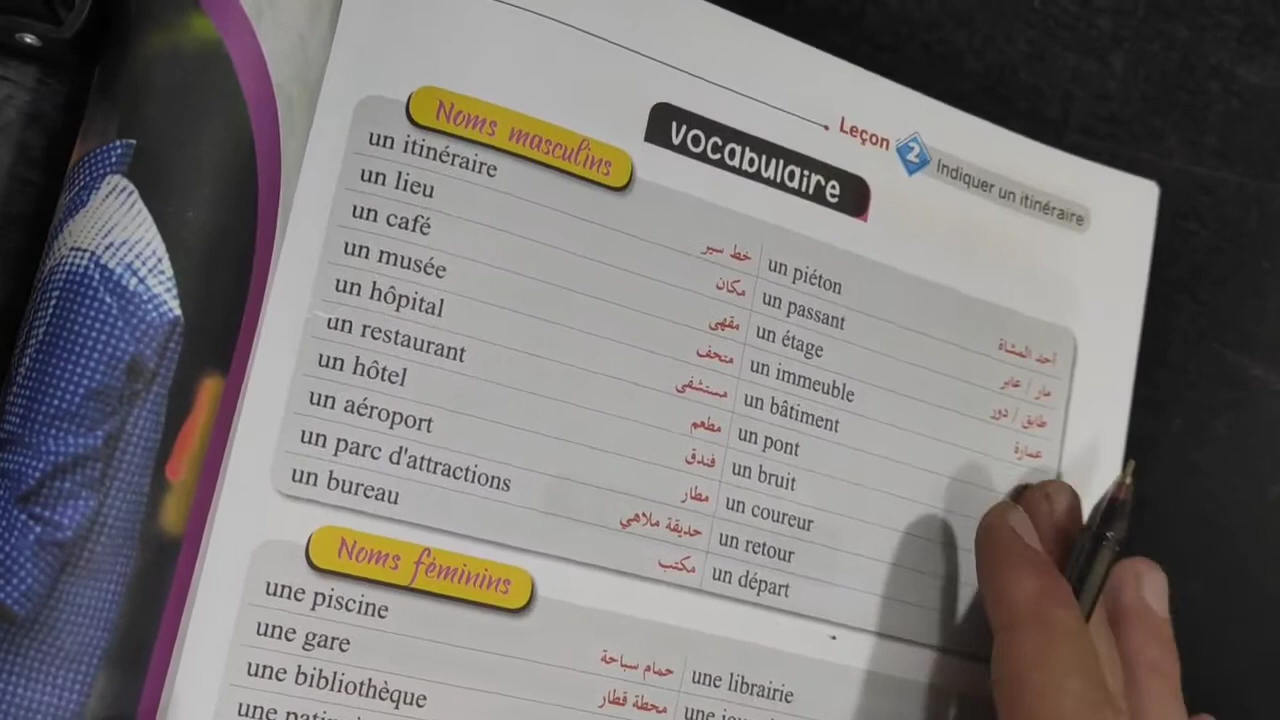 Leçon 2 Indiquer un itinéraire
vocabulaire
Noms masculins
un itinéraire خط سير
un lieu مكان
un café مقهى
un musée متحف
un hôpital مستشفى
un restaurant مطعم
un hôtel فندق
un aéroport مطار
un parc d'attractions حديقة ملاهي
un bureau مكتب
un piéton أحد المشاة
un passant مار / عابر
un étage طابق / دور
un immeuble عمارة
un bâtiment
un pont
un bruit
un coureur
un retour
un départ
Noms féminins
une piscine حمام سباحة
une gare محطة قطار
une bibliothèque
une librairie
une